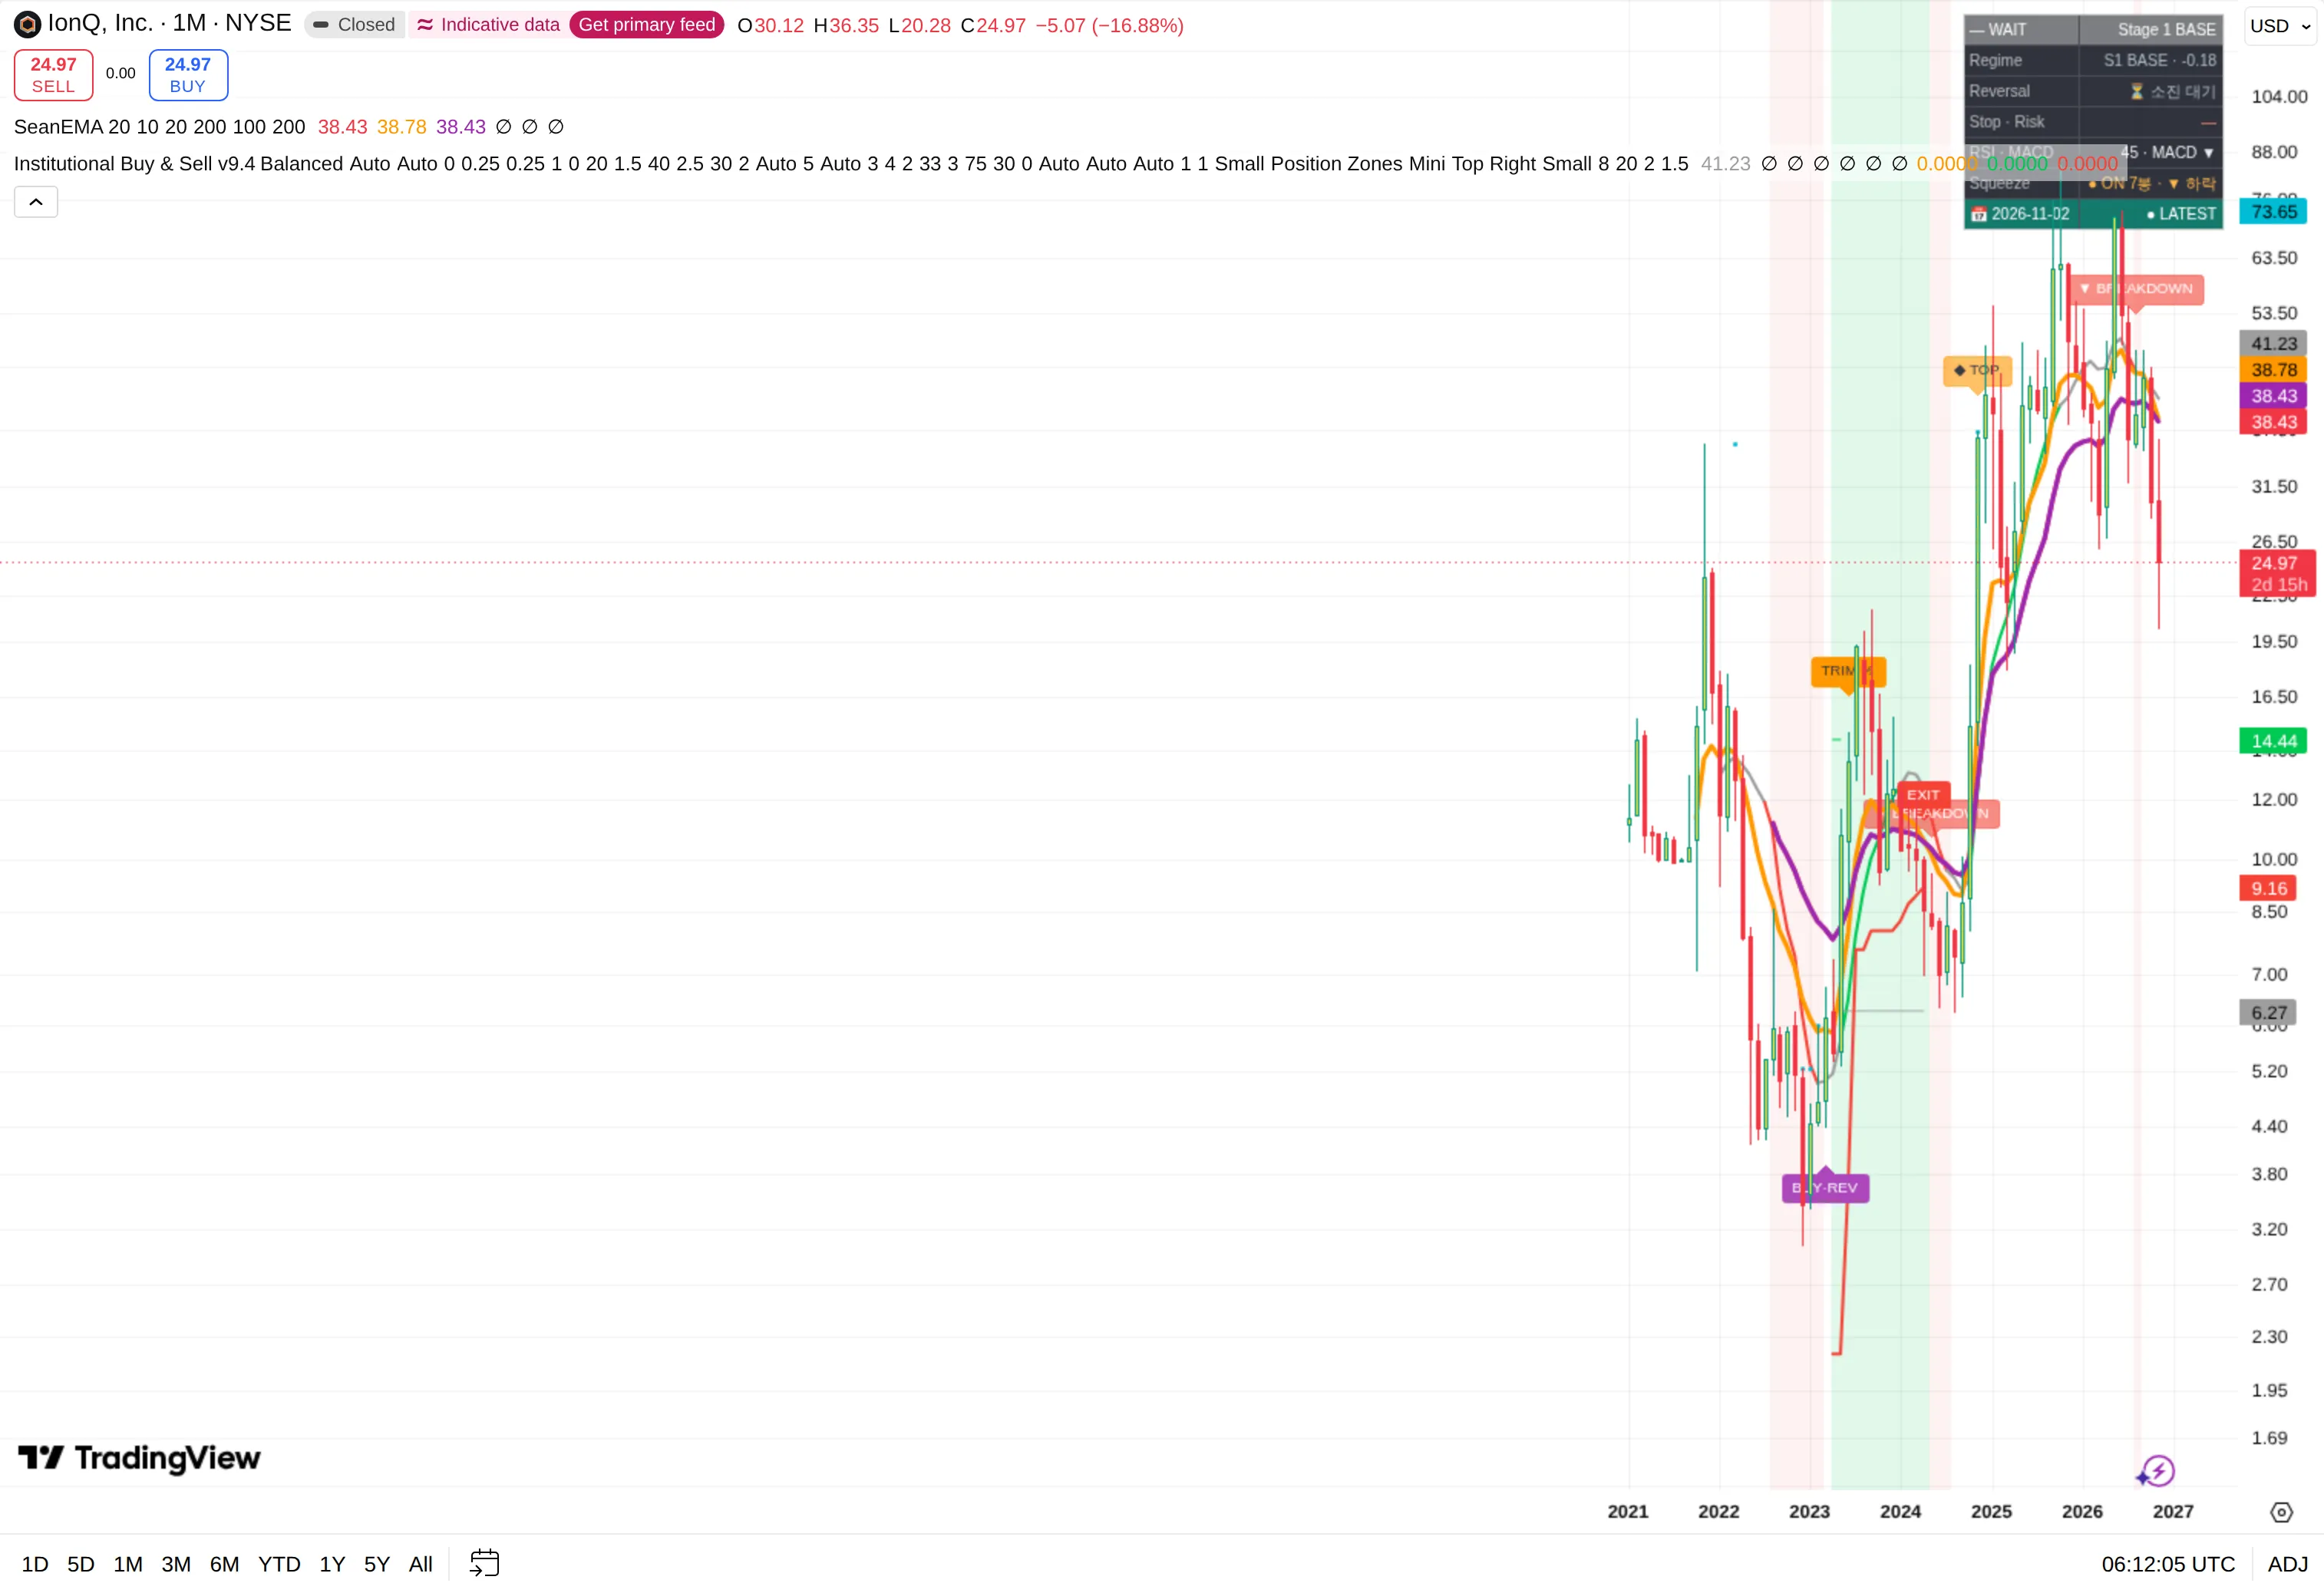 IonQ, Inc. · 1M · NYSE Closed Indicative data Get primary feed O30.12 H36.35 L20.28 C24.97 −5.07 (−16.88%)
24.97 SELL 0.00 24.97 BUY
SeanEMA 20 10 20 200 100 200 38.43 38.78 38.43 ∅ ∅ ∅
Institutional Buy & Sell v9.4 Balanced Auto Auto 0 0.25 0.25 1 0 20 1.5 40 2.5 30 2 Auto 5 Auto 3 4 2 33 3 75 30 0 Auto Auto Auto 1 1 Small Position Zones Mini Top Right Small 8 20 2 1.5 41.23 ∅ ∅ ∅ ∅ ∅ ∅ 0.0000 0.0000 0.0000
— WAIT Stage 1 BASE
Regime S1 BASE · -0.18
Reversal ⏳ 소진 대기
Stop · Risk —
RSI · MACD 45 · MACD ▼
Squeeze ● ON 7봉 · ▼ 하락
2026-11-02 ● LATEST
USD
104.00
88.00
73.65
63.50
53.50
41.23
38.78
38.43
38.43
31.50
26.50
24.97
2d 15h
19.50
16.50
14.44
12.00
10.00
9.16
8.50
7.00
6.27
5.20
4.40
3.80
3.20
2.70
2.30
1.95
1.69
▼ BREAKDOWN
◆ TOP
TRIM
EXIT
BREAKDOWN
BUY-REV
TradingView
2021 2022 2023 2024 2025 2026 2027
1D 5D 1M 3M 6M YTD 1Y 5Y All
06:12:05 UTC ADJ